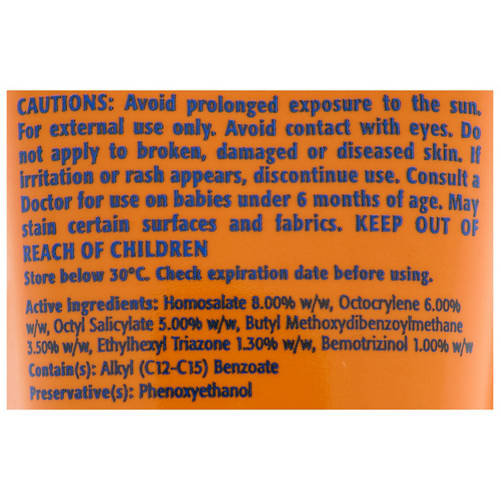 CAUTIONS: Avoid prolonged exposure to the sun.
For external use only. Avoid contact with eyes. Do
not apply to broken, damaged or diseased skin. If
irritation or rash appears, discontinue use. Consult a
Doctor for use on babies under 6 months of age. May
stain certain surfaces and fabrics. KEEP OUT OF
REACH OF CHILDREN
Store below 30°C. Check expiration date before using.
Active Ingredients: Homosalate 8.00% w/w, Octocrylene 6.00%
w/w, Octyl Salicylate 5.00% w/w, Butyl Methoxydibenzoylmethane
3.50% w/w, Ethylhexyl Triazone 1.30% w/w, Bemotrizinol 1.00% w/w
Contain(s): Alkyl (C12-C15) Benzoate
Preservative(s): Phenoxyethanol